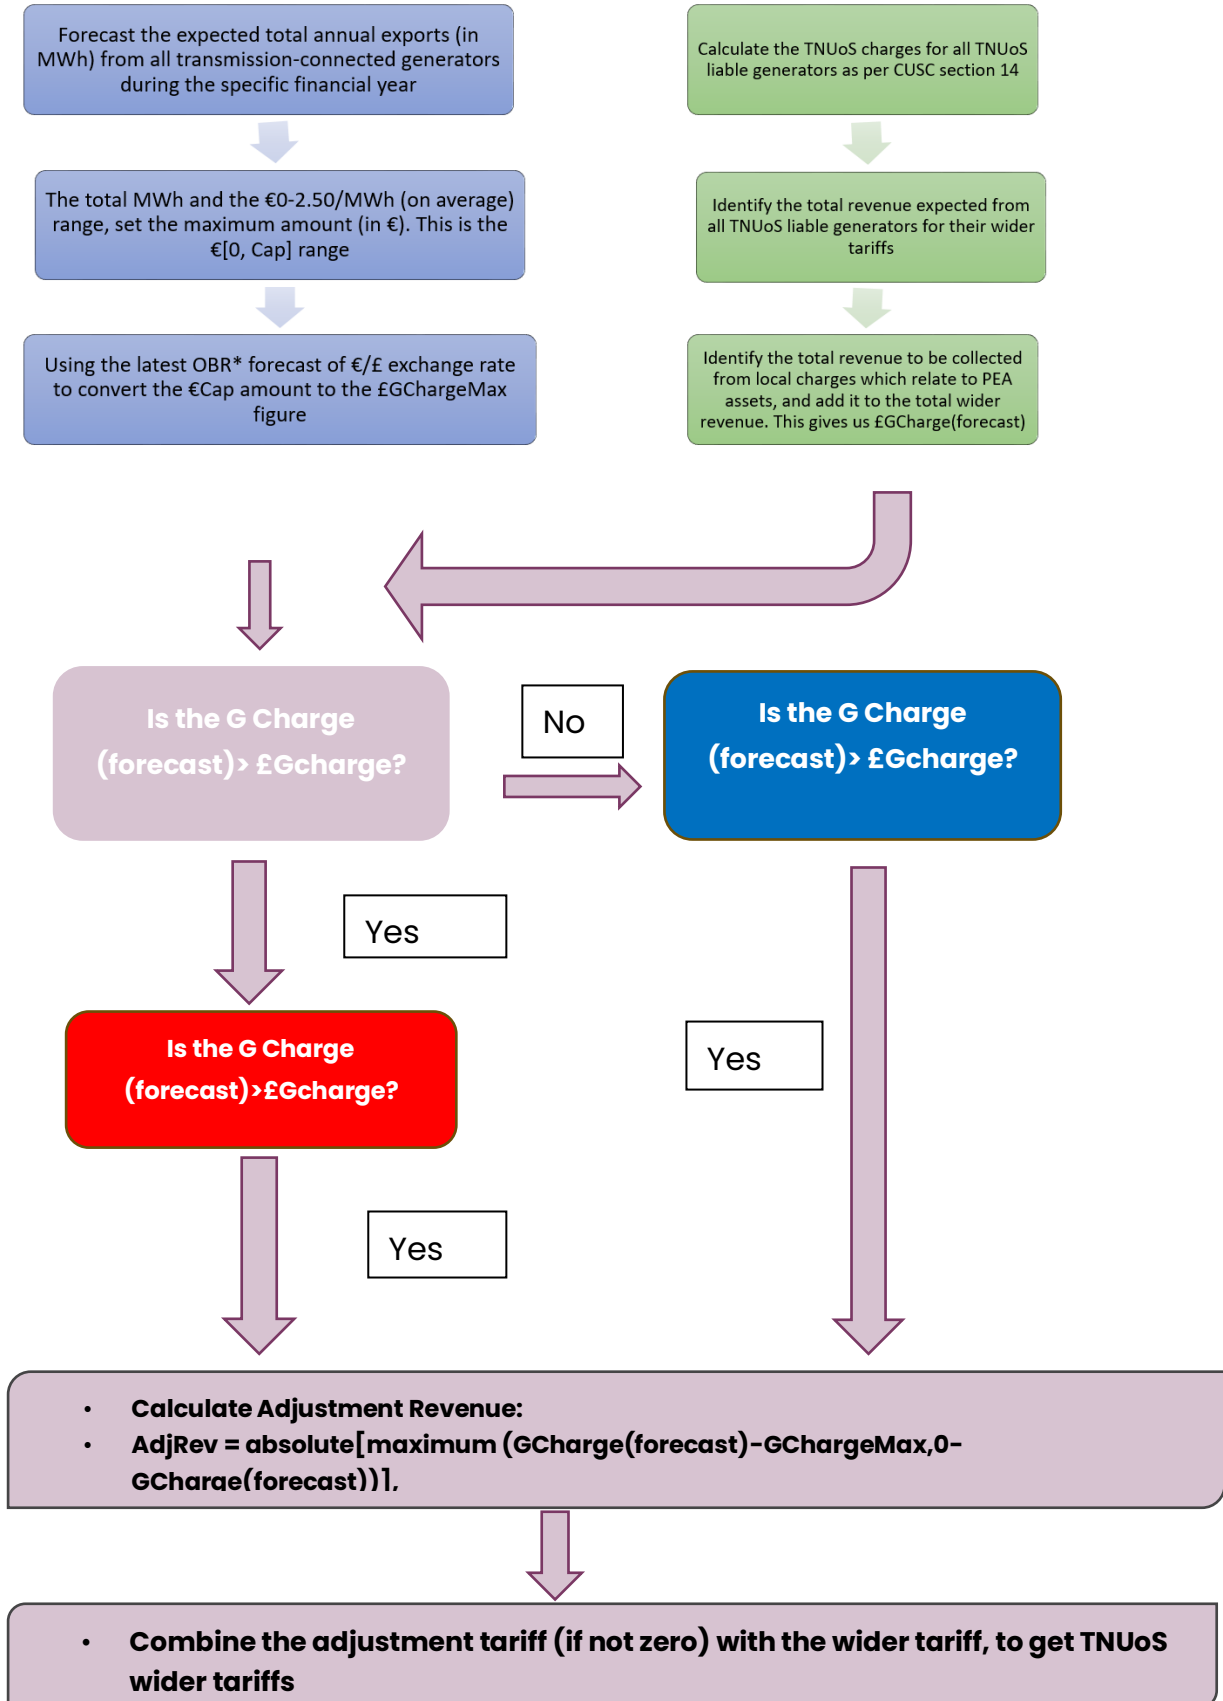 Forecast the expected total annual exports (in
MWh) from all transmission-connected generators
during the specific financial year
Calculate the TNUoS charges for all TNUoS
liable generators as per CUSC section 14
The total MWh and the €0-2.50/MWh (on average)
range, set the maximum amount (in €). This is the
€[0, Cap] range
Identify the total revenue expected from
all TNUoS liable generators for their wider
tariffs
Using the latest OBR* forecast of €/£ exchange rate
to convert the €Cap amount to the £GChargeMax
figure
Identify the total revenue to be collected
from local charges which relate to PEA
assets, and add it to the total wider
revenue. This gives us £GCharge(forecast)
Is the G Charge
(forecast)> £Gcharge?
No
Is the G Charge
(forecast)> £Gcharge?
Yes
Is the G Charge
(forecast)>£Gcharge?
Yes
Yes
• Calculate Adjustment Revenue:
• AdjRev = absolute[maximum (GCharge(forecast)-GChargeMax,0-
GCharge(forecast))],
• Combine the adjustment tariff (if not zero) with the wider tariff, to get TNUoS
wider tariffs